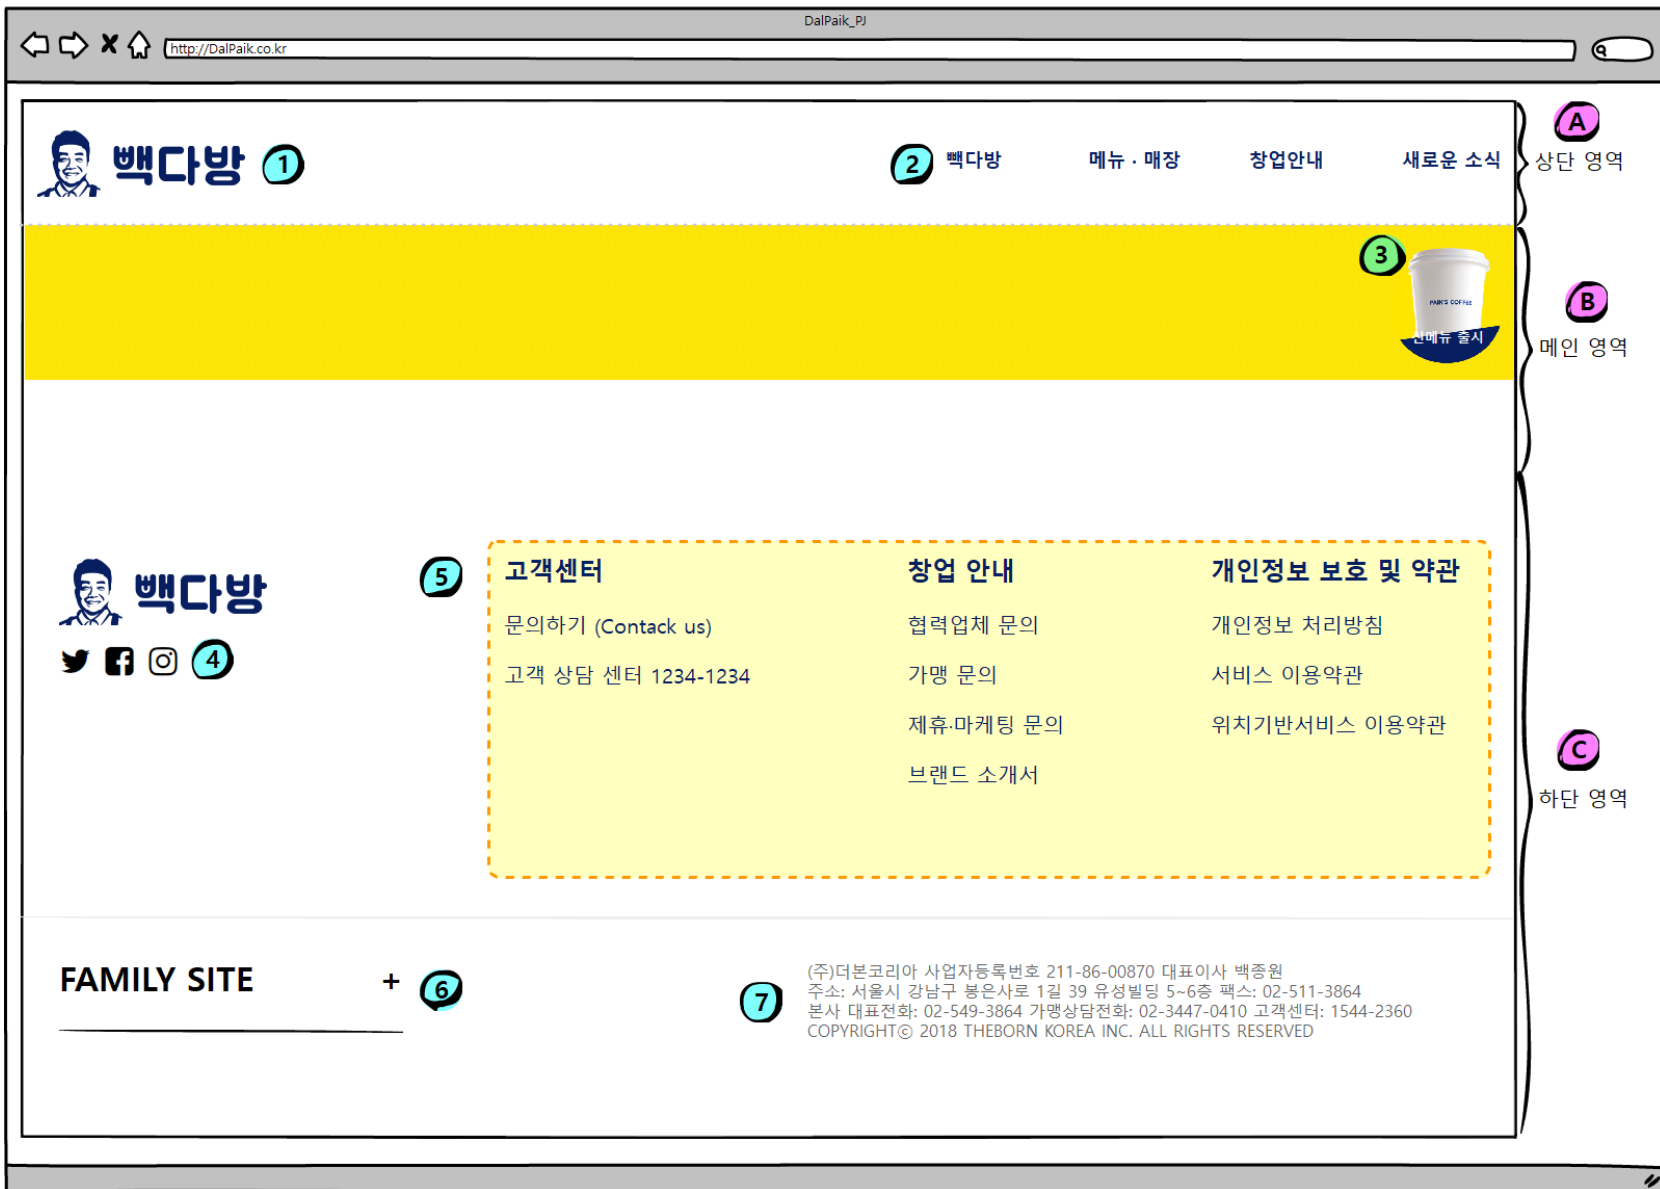 DalPaik_PJ
http://DalPaik.co.kr
빽다방
1
2
빽다방
메뉴 · 매장
창업안내
새로운 소식
A
상단 영역
3
PAIK'S COFFEE
신메뉴 출시
B
메인 영역
빽다방
4
5
고객센터
문의하기 (Contack us)
고객 상담 센터 1234-1234
창업 안내
협력업체 문의
가맹 문의
제휴·마케팅 문의
브랜드 소개서
개인정보 보호 및 약관
개인정보 처리방침
서비스 이용약관
위치기반서비스 이용약관
C
하단 영역
FAMILY SITE +
6
7
(주)더본코리아 사업자등록번호 211-86-00870 대표이사 백종원
주소: 서울시 강남구 봉은사로 1길 39 유성빌딩 5~6층 팩스: 02-511-3864
본사 대표전화: 02-549-3864 가맹상담전화: 02-3447-0410 고객센터: 1544-2360
COPYRIGHTⓒ 2018 THEBORN KOREA INC. ALL RIGHTS RESERVED